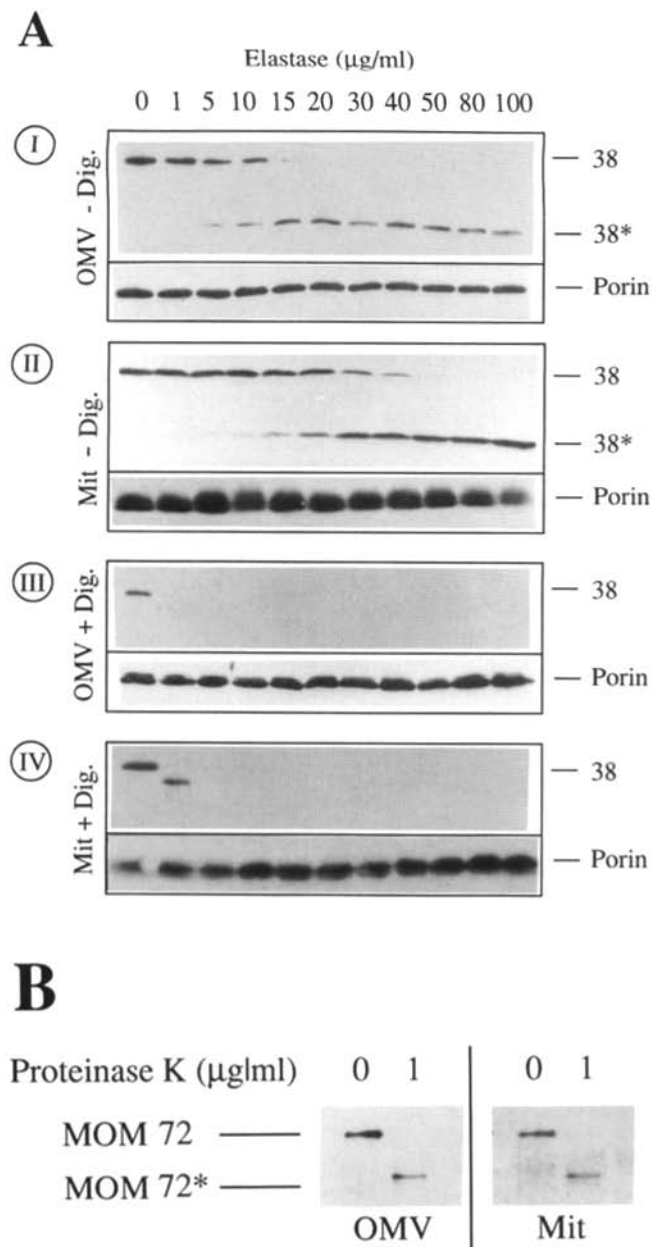 A
Elastase (μg/ml)
0 1 5 10 15 20 30 40 50 80 100
I
OMV - Dig.
38
38*
Porin
II
Mit - Dig.
38
38*
Porin
III
OMV + Dig.
38
Porin
IV
Mit + Dig.
38
Porin
B
Proteinase K (μg|ml) 0 1 0 1
MOM 72
MOM 72*
OMV Mit